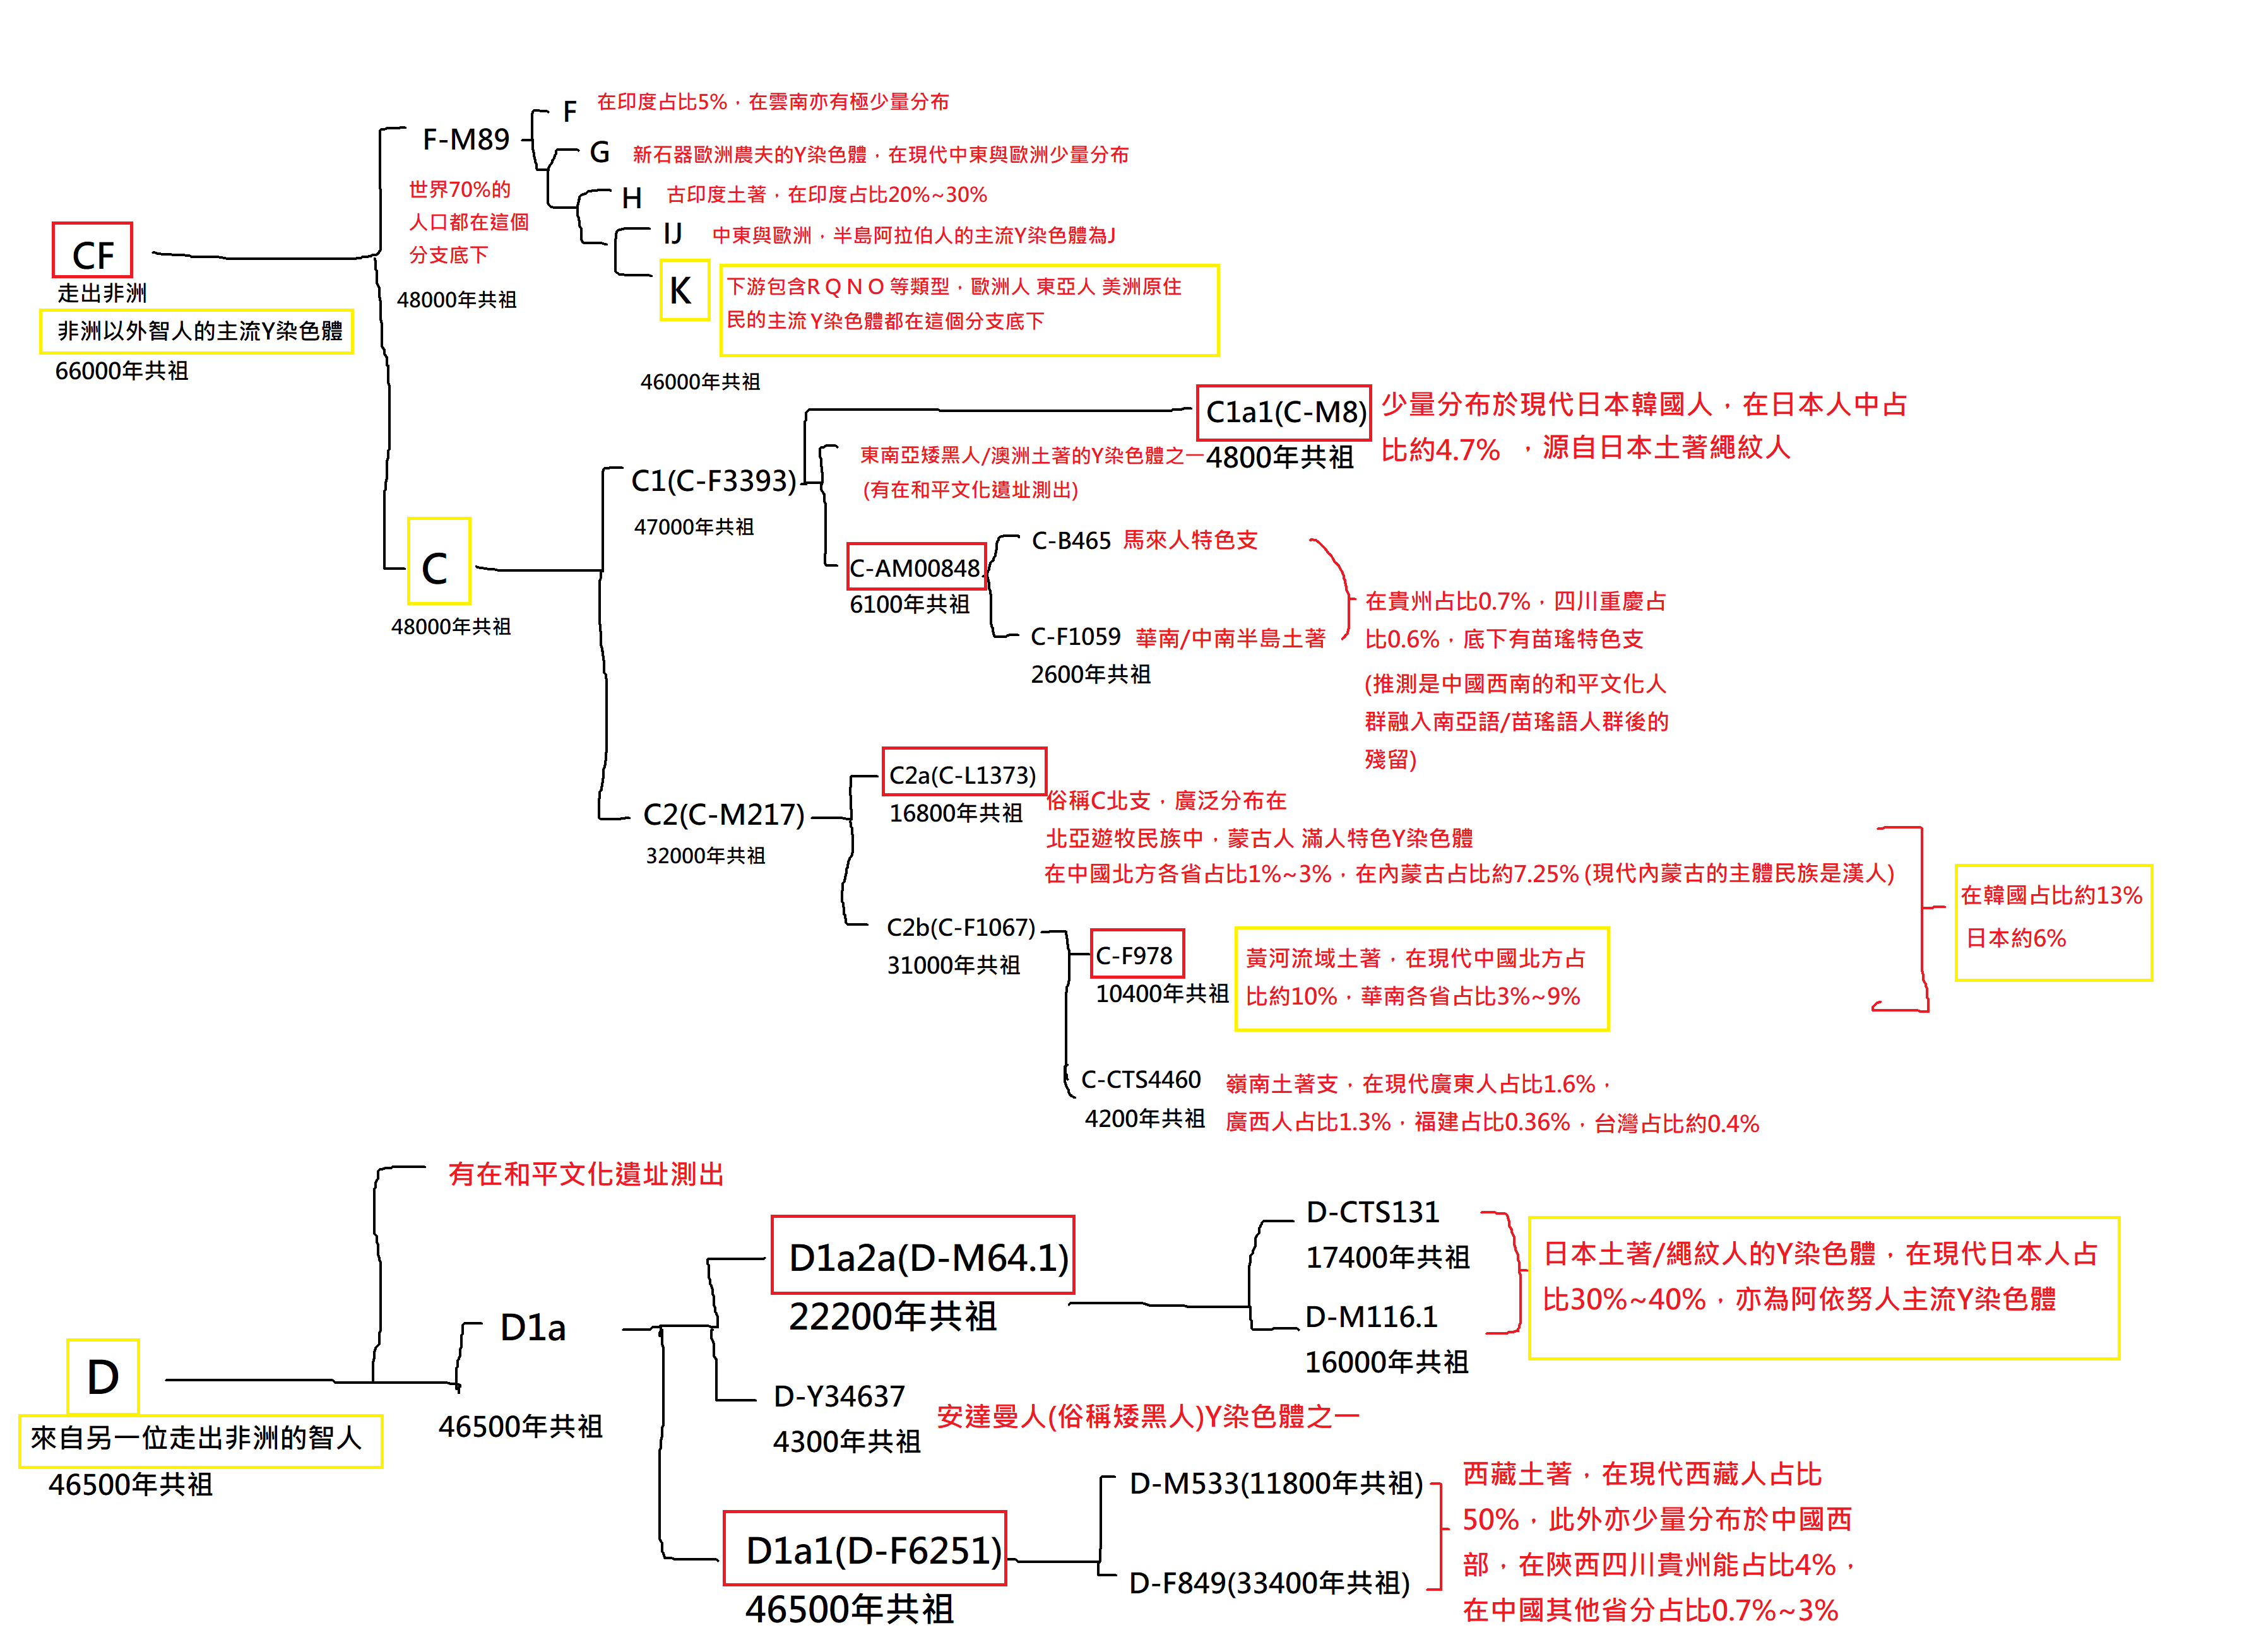 F 在印度占比5%，在雲南亦有極少量分布
F-M89
G 新石器歐洲農夫的Y染色體，在現代中東與歐洲少量分布
世界70%的
人口都在這個
分支底下
48000年共祖
H 古印度土著，在印度占比20%~30%
IJ 中東與歐洲，半島阿拉伯人的主流Y染色體為J
K
下游包含R Q N O 等類型，歐洲人 東亞人 美洲原住
民的主流 Y染色體都在這個分支底下
46000年共祖
CF
走出非洲
非洲以外智人的主流Y染色體
66000年共祖
C1a1(C-M8)
4800年共祖
少量分布於現代日本韓國人，在日本人中占
比約4.7% ，源自日本土著繩紋人
C1(C-F3393)
47000年共祖
東南亞矮黑人/澳洲土著的Y染色體之一
(有在和平文化遺址測出)
C
48000年共祖
C-AM00848
6100年共祖
C-B465 馬來人特色支
C-F1059 華南/中南半島土著
2600年共祖
在貴州占比0.7%，四川重慶占
比0.6%，底下有苗瑤特色支
(推測是中國西南的和平文化人
群融入南亞語/苗瑤語人群後的
殘留)
C2(C-M217)
32000年共祖
C2a(C-L1373)
16800年共祖
俗稱C北支，廣泛分布在
北亞遊牧民族中，蒙古人 滿人特色Y染色體
在中國北方各省占比1%~3%，在內蒙古占比約7.25% (現代內蒙古的主體民族是漢人)
在韓國占比約13%
日本約6%
C2b(C-F1067)
31000年共祖
C-F978
10400年共祖
黃河流域土著，在現代中國北方占
比約10%，華南各省占比3%~9%
C-CTS4460
4200年共祖
嶺南土著支，在現代廣東人占比1.6%，
廣西人占比1.3%，福建占比0.36%，台灣占比約0.4%
有在和平文化遺址測出
D
來自另一位走出非洲的智人
46500年共祖
D1a
46500年共祖
D1a2a(D-M64.1)
22200年共祖
D-CTS131
17400年共祖
D-M116.1
16000年共祖
日本土著/繩紋人的Y染色體，在現代日本人占
比30%~40%，亦為阿依努人主流Y染色體
D-Y34637
4300年共祖
安達曼人(俗稱矮黑人)Y染色體之一
D1a1(D-F6251)
46500年共祖
D-M533(11800年共祖)
D-F849(33400年共祖)
西藏土著，在現代西藏人占比
50%，此外亦少量分布於中國西
部，在陝西四川貴州能占比4%，
在中國其他省分占比0.7%~3%